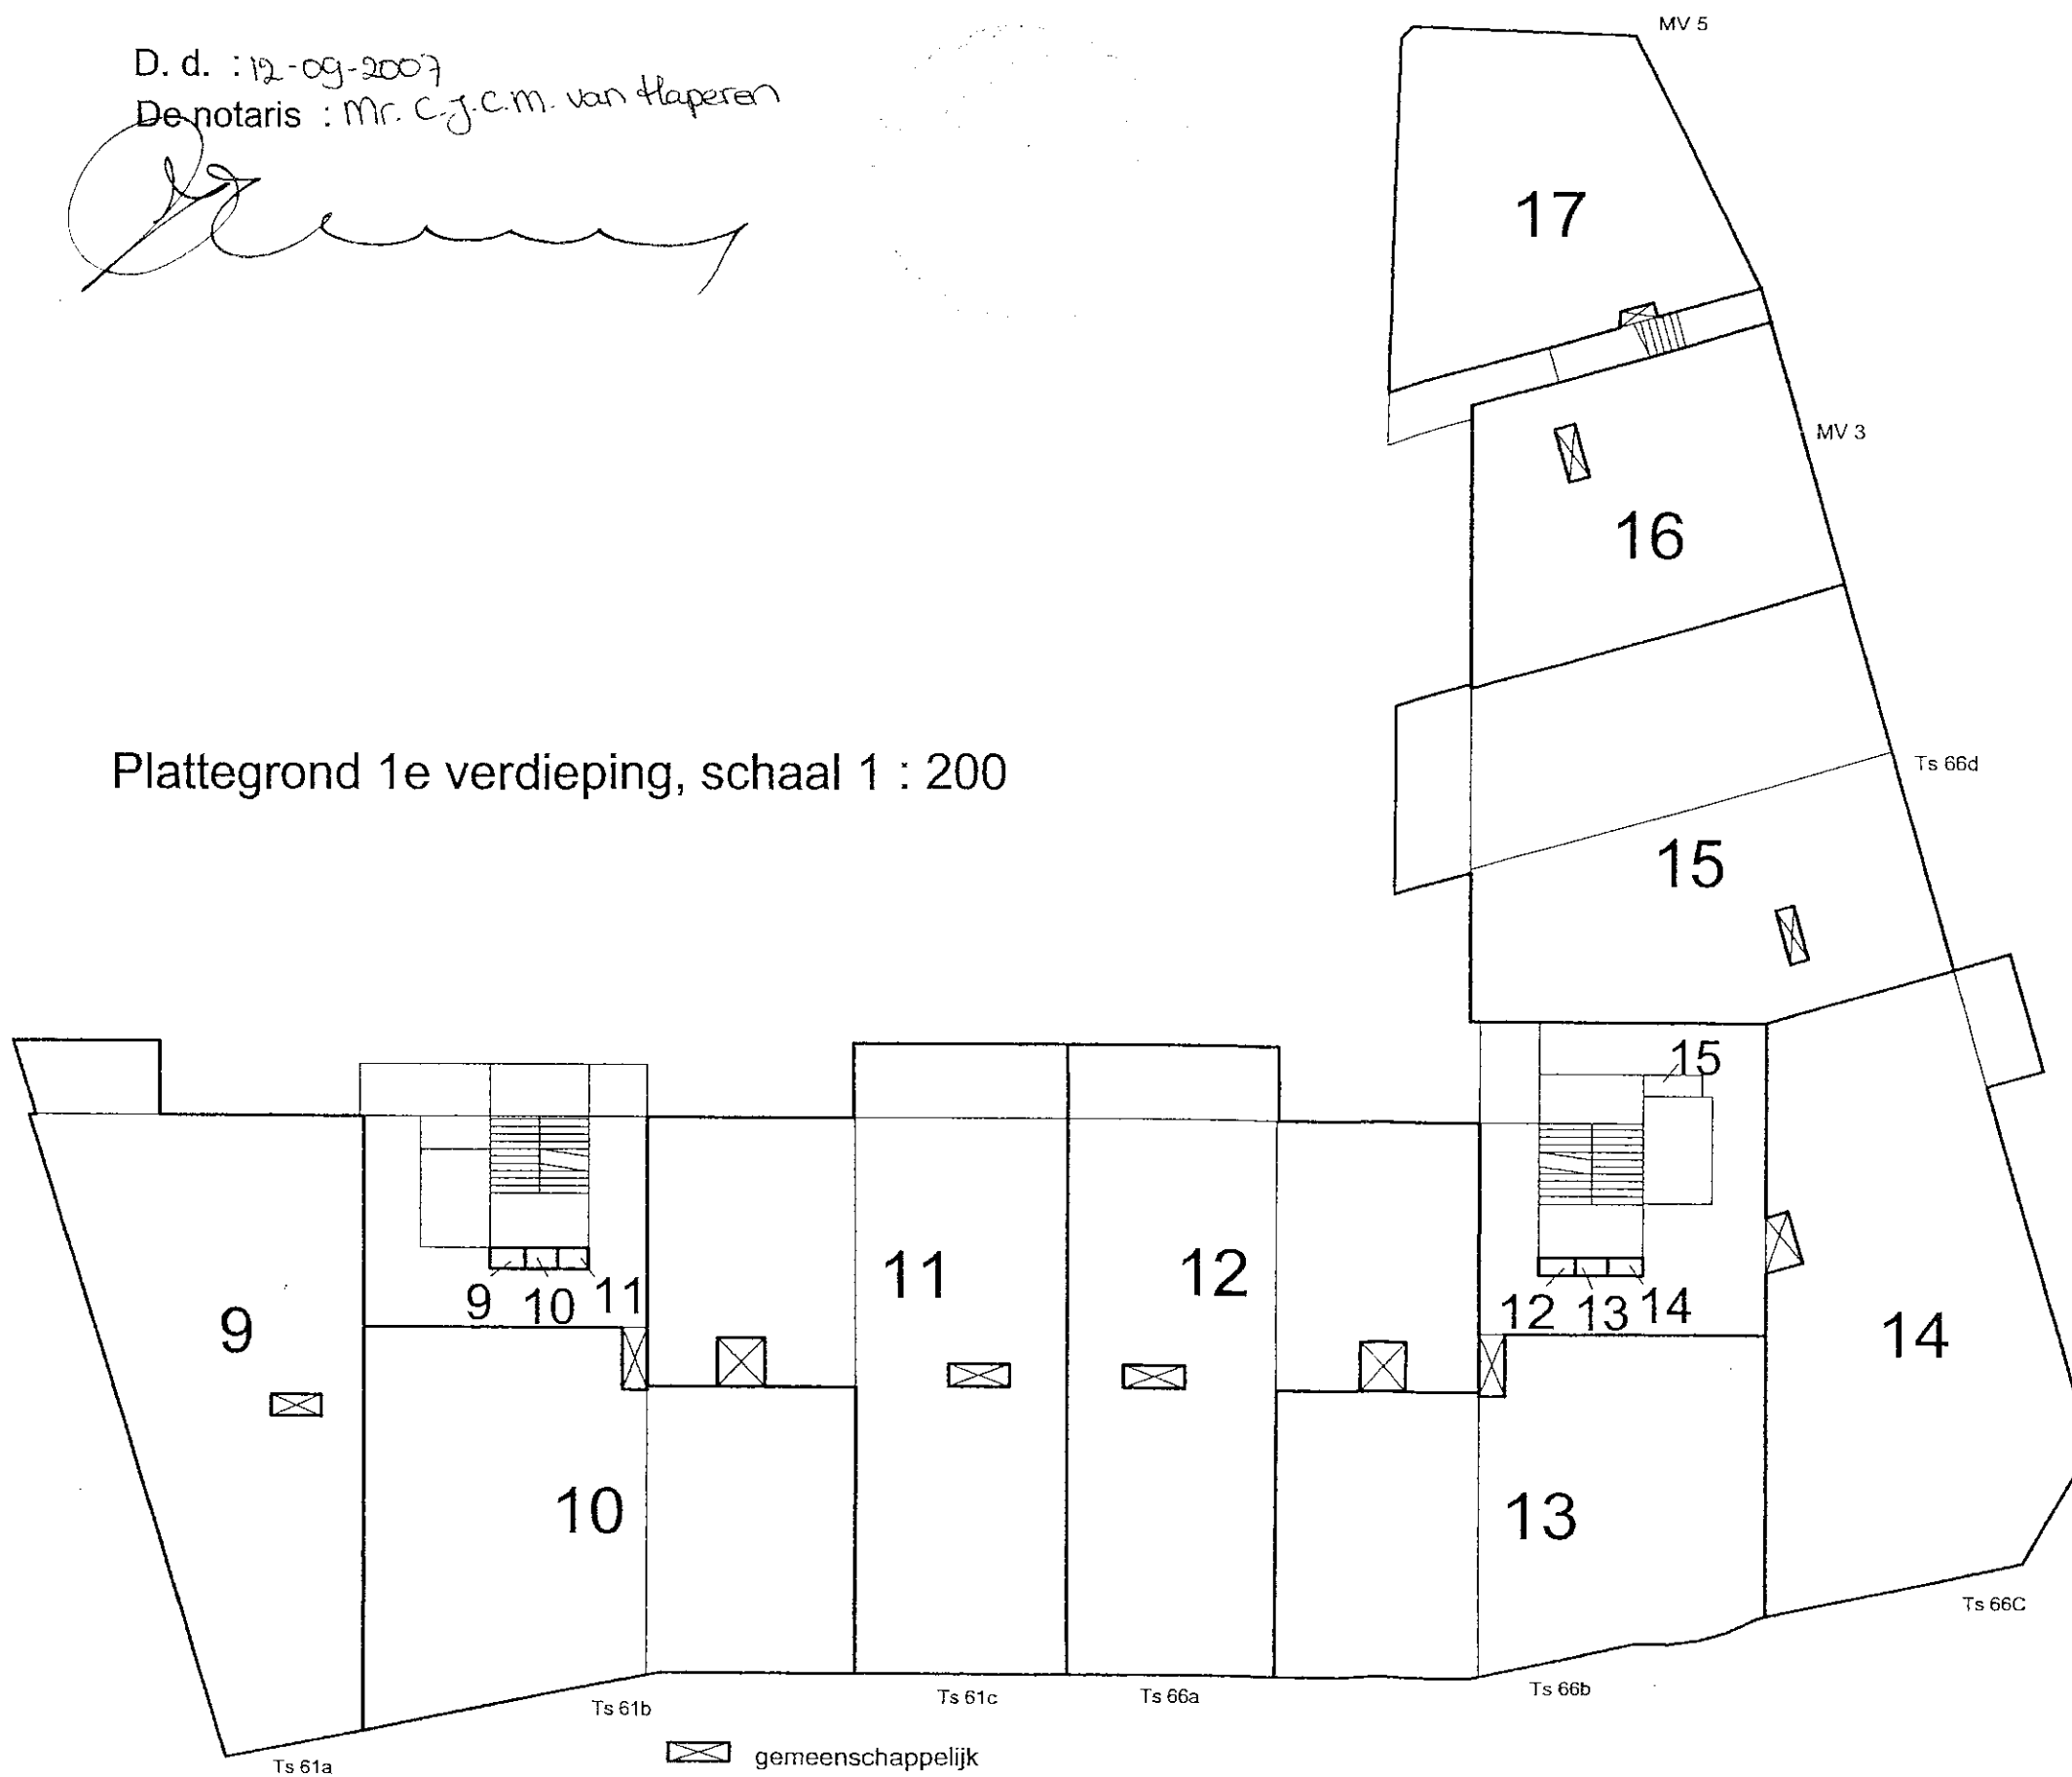 D. d. : 12-09-2007
De notaris : Mr. C.J.C.M. van Haperen
MV 5
17
MV 3
16
Plattegrond 1e verdieping, schaal 1 : 200
Ts 66d
15
15
11
12
9
10
11
12
13
14
9
14
10
13
Ts 66C
Ts 61b
Ts 61c
Ts 66a
Ts 66b
Ts 61a
gemeenschappelijk